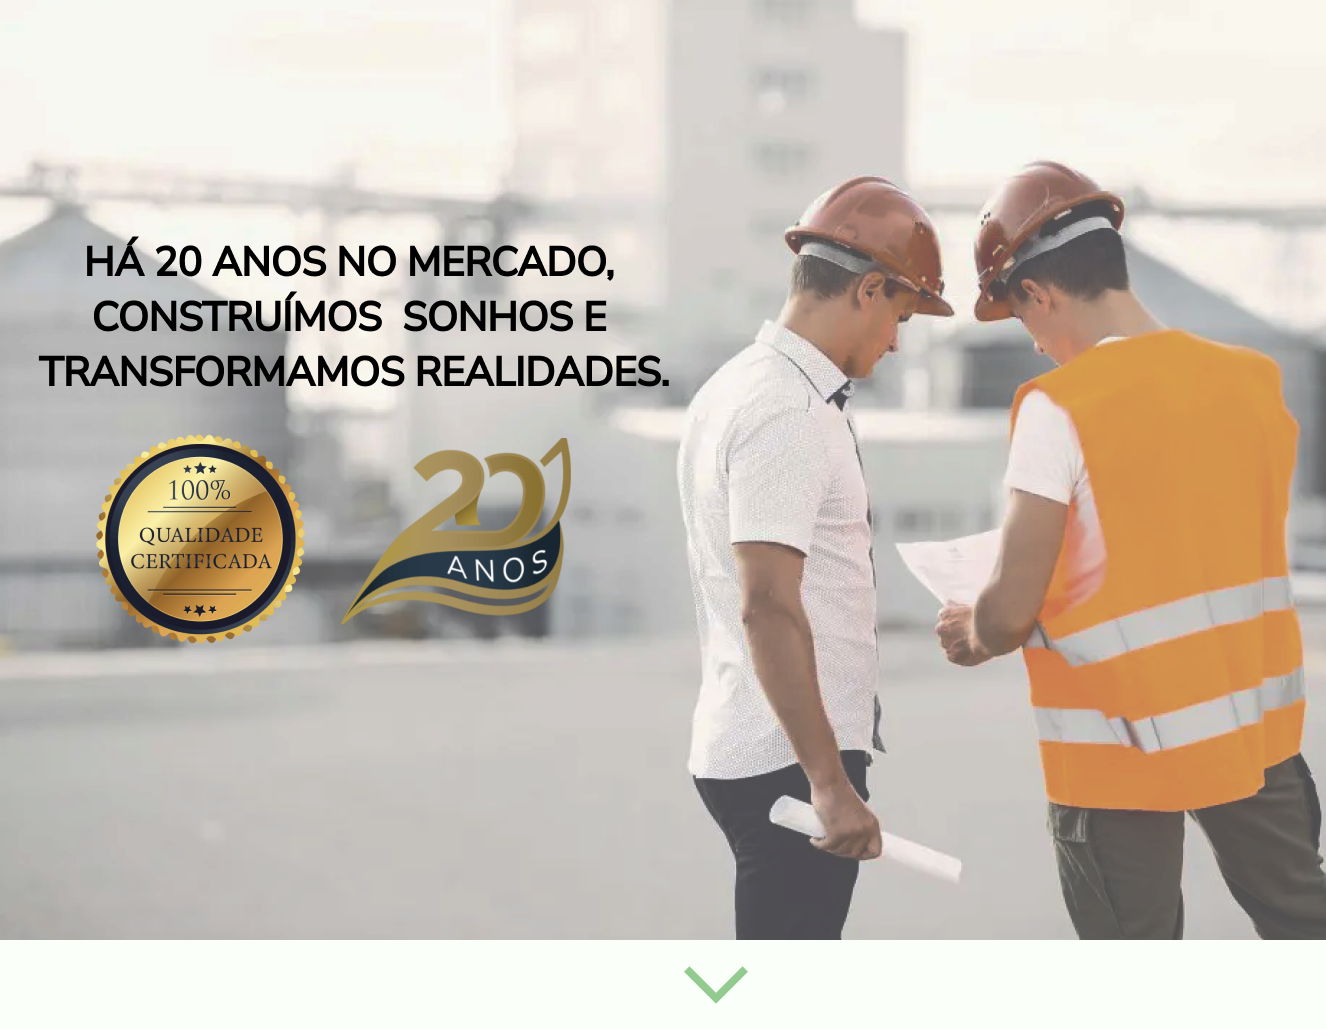 HÁ 20 ANOS NO MERCADO,
CONSTRUÍMOS  SONHOS E
TRANSFORMAMOS REALIDADES.
100%
QUALIDADE
CERTIFICADA
20
ANOS